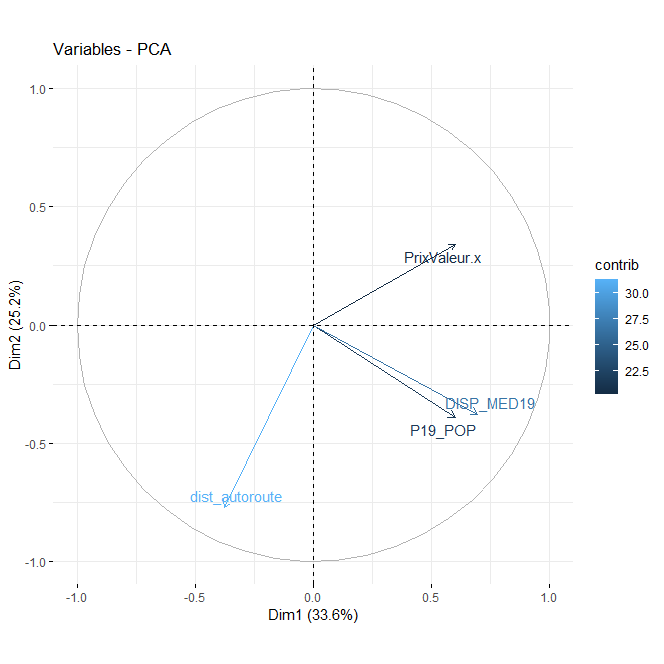 Variables - PCA
1.0
0.5
0.0
-0.5
-1.0
Dim2 (25.2%)
PrixValeur.x
DISP_MED19
P19_POP
dist_autoroute
-1.0
-0.5
0.0
0.5
1.0
Dim1 (33.6%)
contrib
30.0
27.5
25.0
22.5